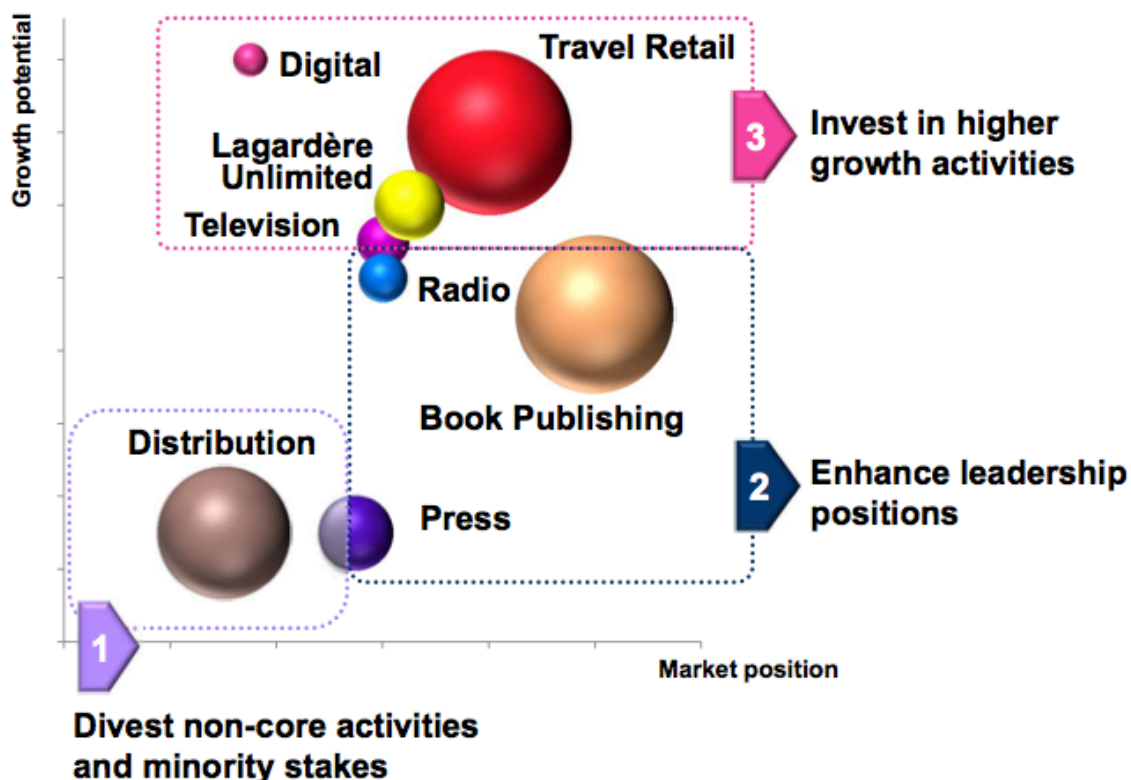 Growth potential
Digital
Travel Retail
Lagardère
Unlimited
Television
Radio
Book Publishing
Distribution
Press
3
Invest in higher
growth activities
2
Enhance leadership
positions
1
Market position
Divest non-core activities
and minority stakes